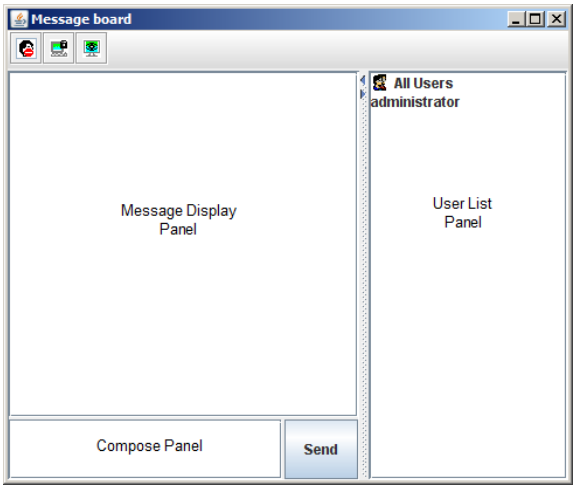 Message board
All Users
administrator
Message Display
Panel
User List
Panel
Compose Panel
Send